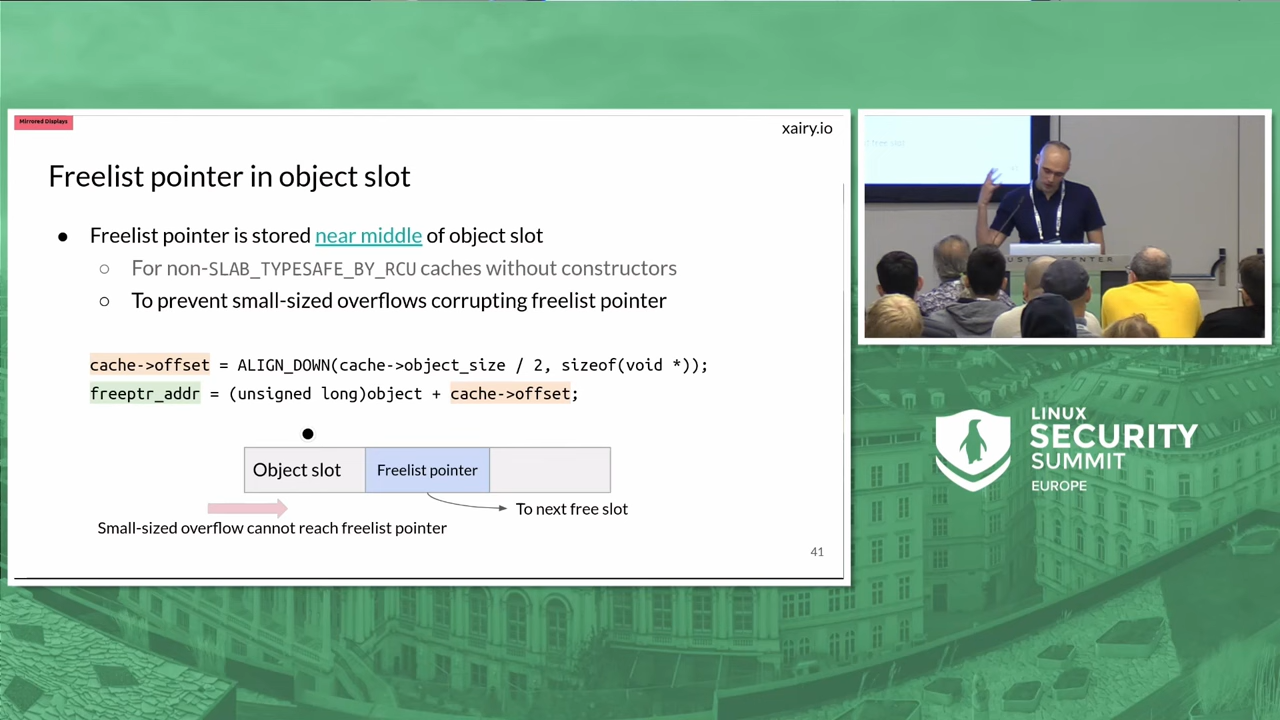 Mirrored Displays
xairy.io
Freelist pointer in object slot
● Freelist pointer is stored near middle of object slot
○ For non-SLAB_TYPESAFE_BY_RCU caches without constructors
○ To prevent small-sized overflows corrupting freelist pointer
cache->offset = ALIGN_DOWN(cache->object_size / 2, sizeof(void *));
freeptr_addr = (unsigned long)object + cache->offset;
Object slot
Freelist pointer
To next free slot
Small-sized overflow cannot reach freelist pointer
41
LINUX
SECURITY
SUMMIT
EUROPE